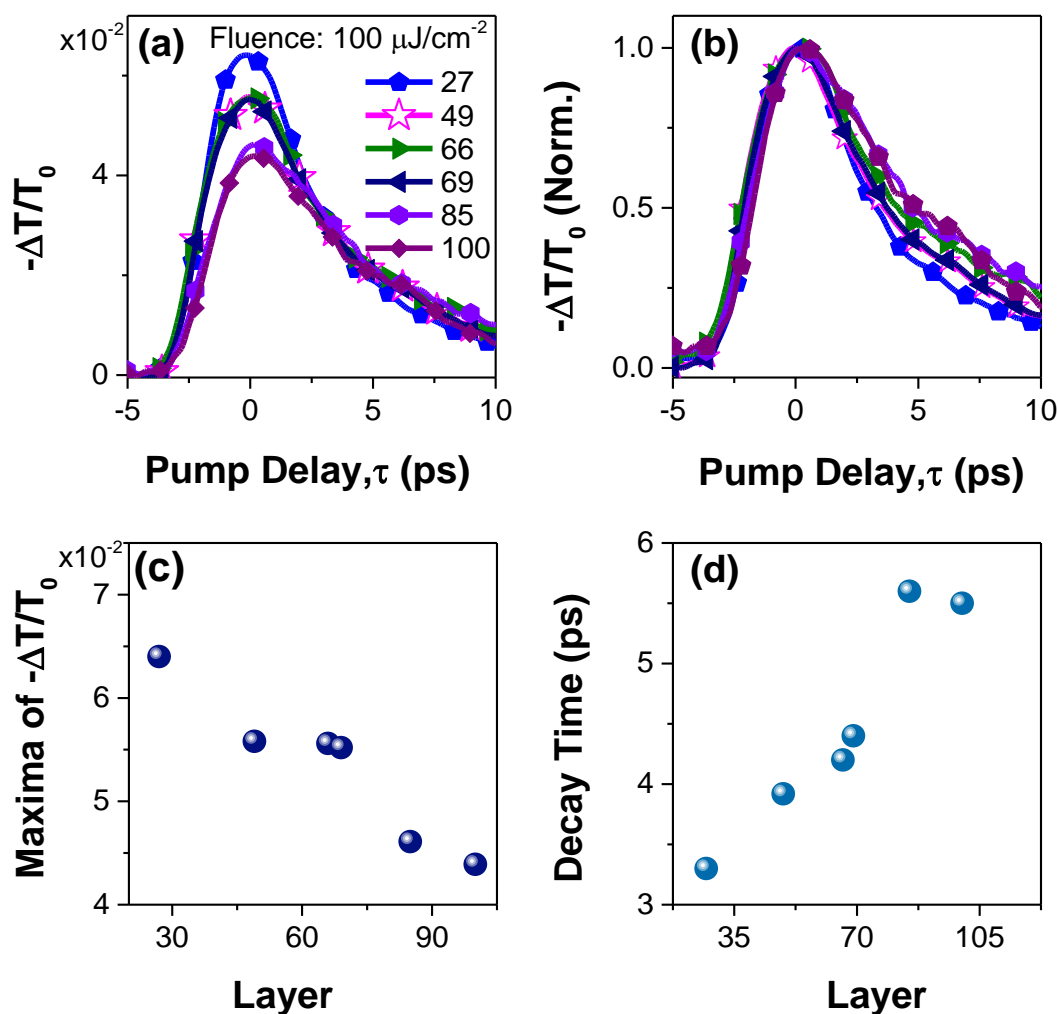 x10⁻²
(a)
Fluence: 100 μJ/cm⁻²
27
49
66
69
85
100
4
0
-ΔT/T₀
-5
0
5
10
Pump Delay,τ (ps)
(b)
1.0
0.5
0.0
-ΔT/T₀ (Norm.)
-5
0
5
10
Pump Delay,τ (ps)
x10⁻²
(c)
7
6
5
4
Maxima of -ΔT/T₀
30
60
90
Layer
(d)
6
5
4
3
Decay Time (ps)
35
70
105
Layer